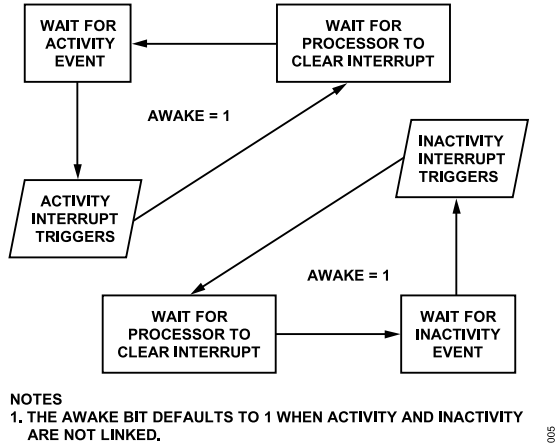 WAIT FOR
ACTIVITY
EVENT
WAIT FOR
PROCESSOR TO
CLEAR INTERRUPT
AWAKE = 1
ACTIVITY
INTERRUPT
TRIGGERS
INACTIVITY
INTERRUPT
TRIGGERS
AWAKE = 1
WAIT FOR
PROCESSOR TO
CLEAR INTERRUPT
WAIT FOR
INACTIVITY
EVENT
NOTES
1. THE AWAKE BIT DEFAULTS TO 1 WHEN ACTIVITY AND INACTIVITY
ARE NOT LINKED.
005